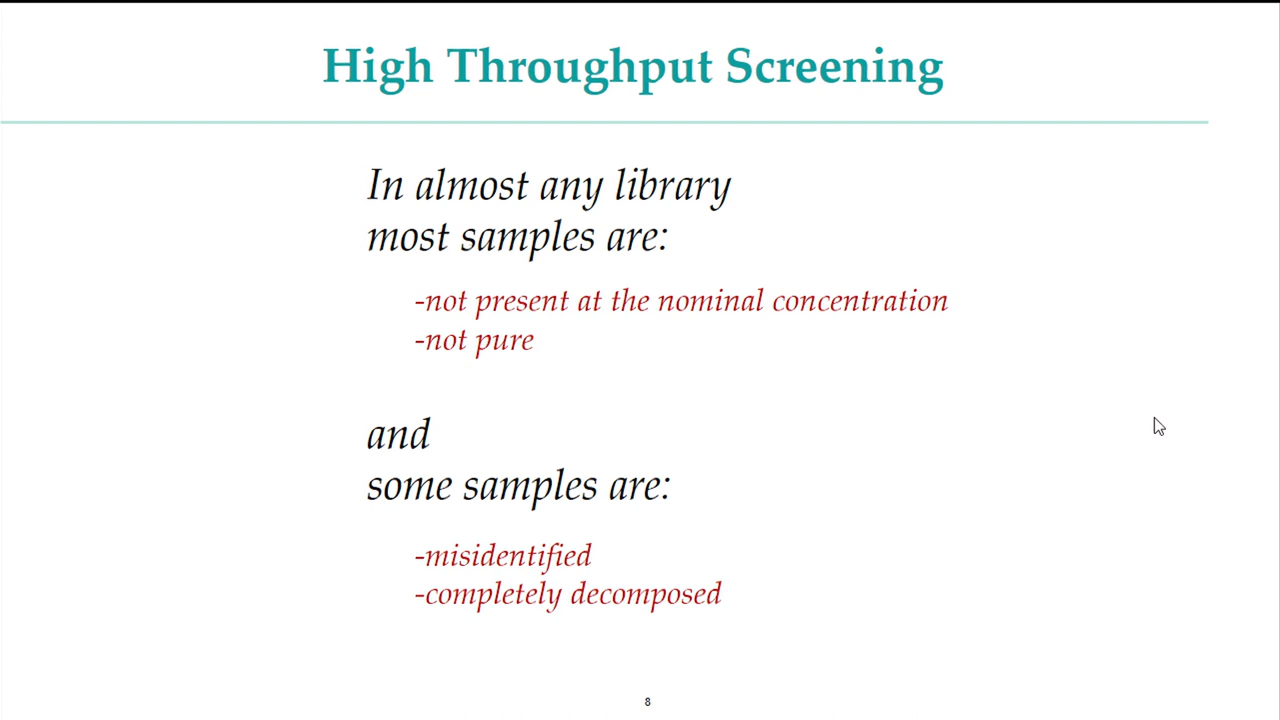 High Throughput Screening
In almost any library
most samples are:
-not present at the nominal concentration
-not pure
and
some samples are:
-misidentified
-completely decomposed
8